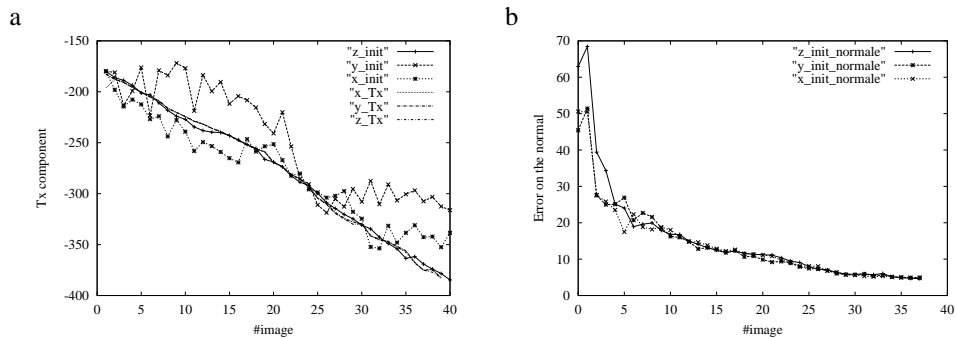 a
-150
-200
-250
-300
-350
-400
Tx component
0
5
10
15
20
25
30
35
40
#image
"z_init"
"y_init"
"x_init"
"x_Tx"
"y_Tx"
"z_Tx"
b
70
60
50
40
30
20
10
0
Error on the normal
0
5
10
15
20
25
30
35
40
#image
"z_init_normale"
"y_init_normale"
"x_init_normale"